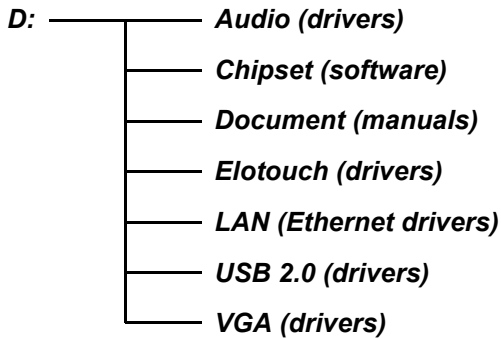 D: Audio (drivers)
Chipset (software)
Document (manuals)
Elotouch (drivers)
LAN (Ethernet drivers)
USB 2.0 (drivers)
VGA (drivers)